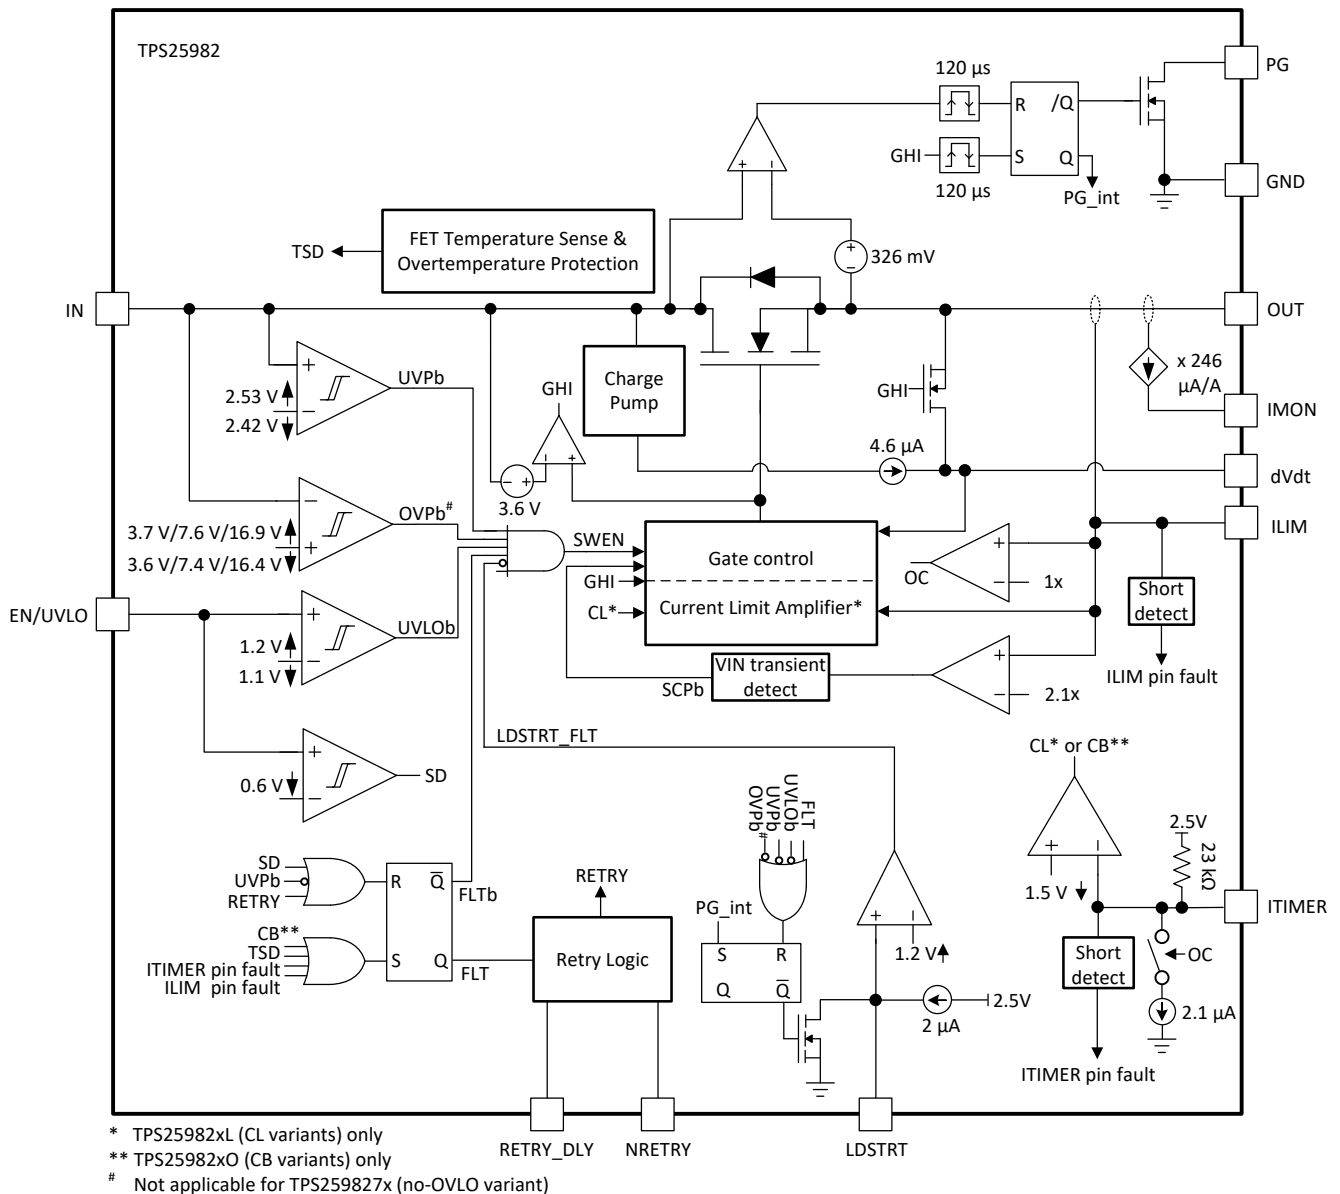 TPS25982
120 µs
PG
R
/Q
GHI
S
Q
120 µs
PG_int
GND
+
–
TSD
FET Temperature Sense &
Overtemperature Protection
+
–
326 mV
IN
OUT
+
UVPb
2.53 V
–
2.42 V
GHI
Charge
Pump
GHI
x 246
µA/A
IMON
4.6 µA
dVdt
–
+
–
+
3.6 V
–
OVPb#
3.7 V/7.6 V/16.9 V
+
3.6 V/7.4 V/16.4 V
SWEN
Gate control
GHI
CL*
Current Limit Amplifier*
OC
+
–
1x
ILIM
Short
detect
ILIM pin fault
EN/UVLO
+
UVLOb
1.2 V
–
1.1 V
SCPb
VIN transient
detect
+
–
2.1x
LDSTRT_FLT
+
SD
0.6 V
–
CL* or CB**
OVPb#
UVPb
UVLOb
FLT
2.5V
23 kΩ
+
–
1.5 V
ITIMER
SD
UVPb
RETRY
R
Q
FLTb
CB**
TSD
ITIMER pin fault
ILIM pin fault
S
Q
FLT
RETRY
Retry Logic
PG_int
S
R
Q
Q
+
–
1.2 V
2.5V
2 µA
Short
detect
OC
2.1 µA
ITIMER pin fault
RETRY_DLY
NRETRY
LDSTRT
* TPS25982xL (CL variants) only
** TPS25982xO (CB variants) only
# Not applicable for TPS259827x (no-OVLO variant)